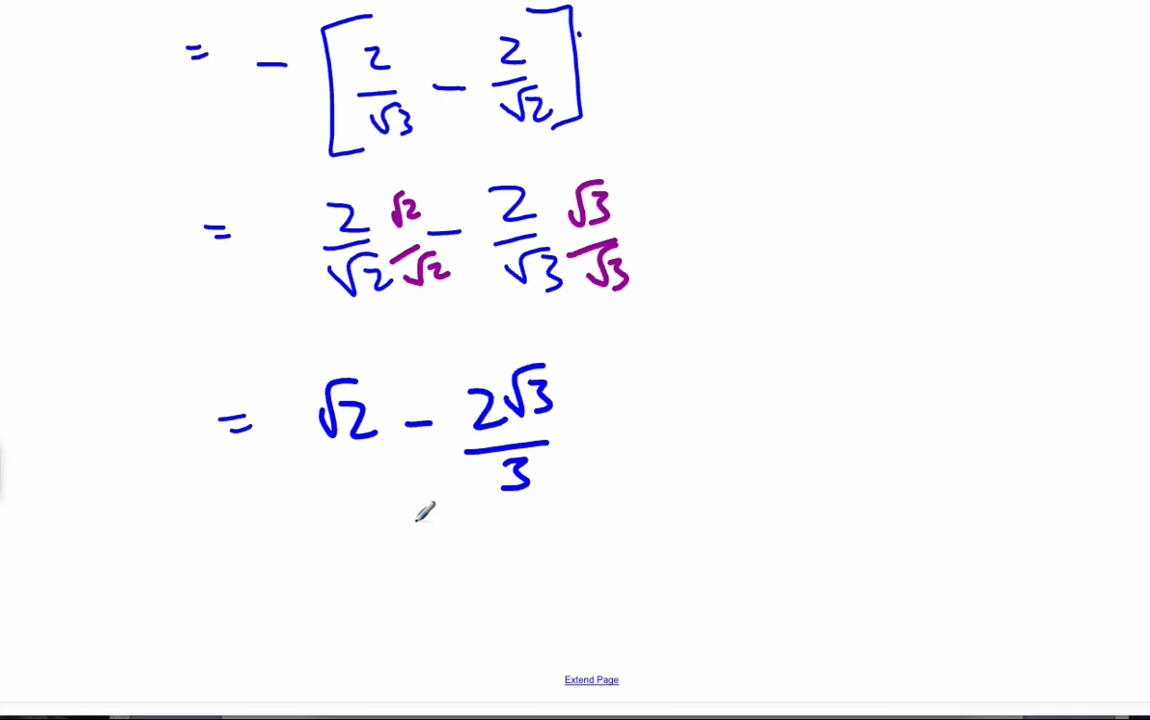 = - [ 2/√3 - 2/√2 ]
= 2/√2 √2/√2 - 2/√3 √3/√3
= √2 - 2√3/3
Extend Page